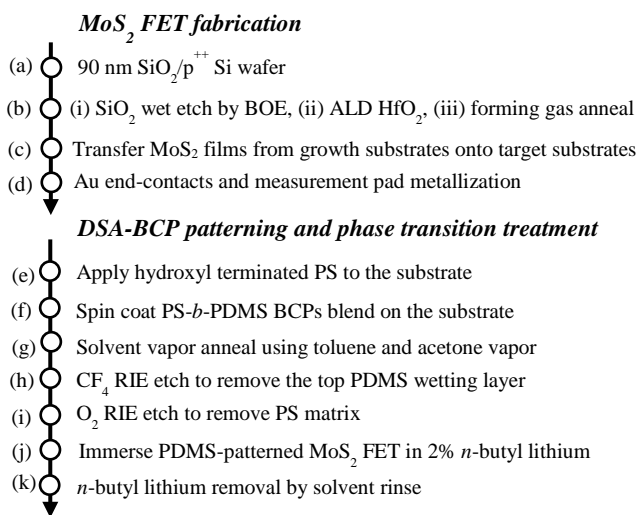 MoS₂ FET fabrication
(a) 90 nm SiO₂/p⁺⁺ Si wafer
(b) (i) SiO₂ wet etch by BOE, (ii) ALD HfO₂, (iii) forming gas anneal
(c) Transfer MoS₂ films from growth substrates onto target substrates
(d) Au end-contacts and measurement pad metallization
DSA-BCP patterning and phase transition treatment
(e) Apply hydroxyl terminated PS to the substrate
(f) Spin coat PS-b-PDMS BCPs blend on the substrate
(g) Solvent vapor anneal using toluene and acetone vapor
(h) CF₄ RIE etch to remove the top PDMS wetting layer
(i) O₂ RIE etch to remove PS matrix
(j) Immerse PDMS-patterned MoS₂ FET in 2% n-butyl lithium
(k) n-butyl lithium removal by solvent rinse